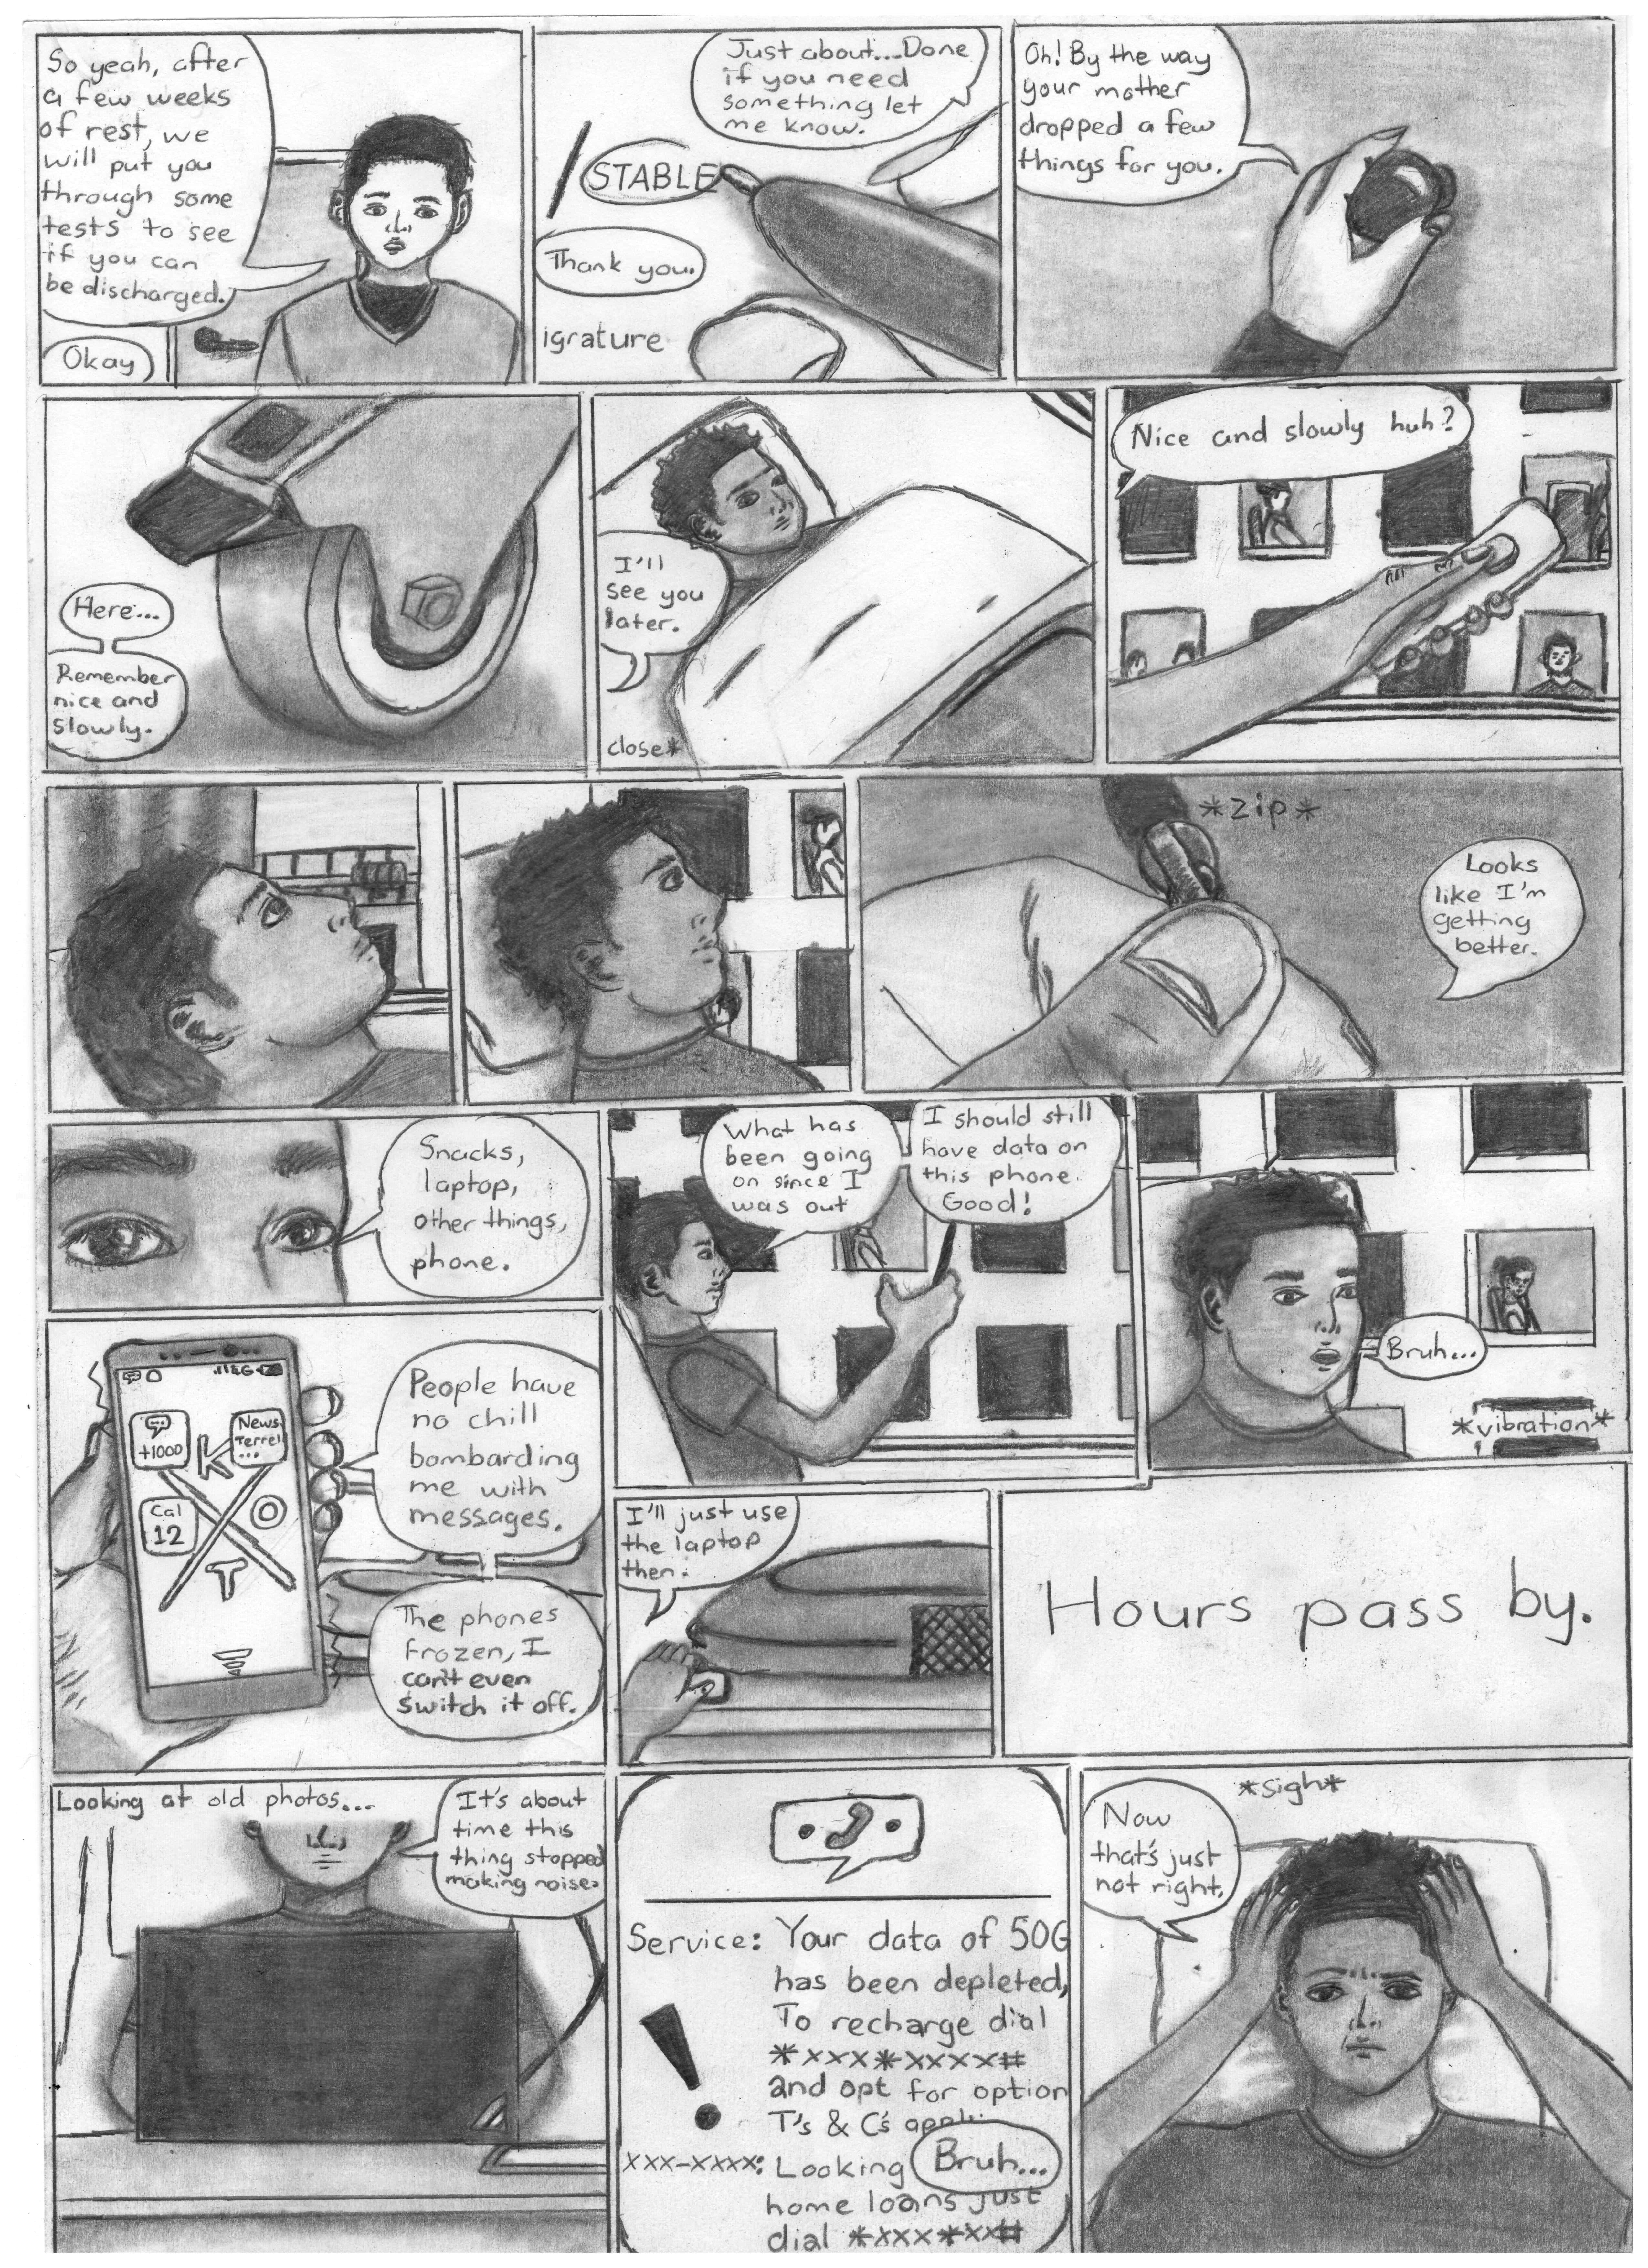 So yeah, after
a few weeks
of rest, we
will put you
through some
tests to see
if you can
be discharged.
Okay
Just about....Done
if you need
something let
me know.
STABLE
Thank you.
igrature
Oh! By the way
your mother
dropped a few
things for you.
Here...
Remember
nice and
slowly.
I'll
see you
later.
close*
Nice and slowly huh?
*zip*
Looks
like I'm
getting
better.
Snacks,
laptop,
other things,
phone.
What has
been going
on since I
was out
I should still
have data on
this phone.
Good!
Bruh...
*vibration*
+1000
News
Terrel
...
Cal
12
People have
no chill
bombarding
me with
messages.
The phones
frozen, I
can't even
switch it off.
I'll just use
the laptop
then.
Hours pass by.
Looking at old photos...
It's about
time this
thing stopped
making noise.
Service: Your data of 50G
has been depleted,
To recharge dial
*xxx*xxxx#
and opt for option
T's & C's
xxx-xxxx: Looking
Bruh...
home loans just
dial *xxx*xx#
*sigh*
Now
that's just
not right.